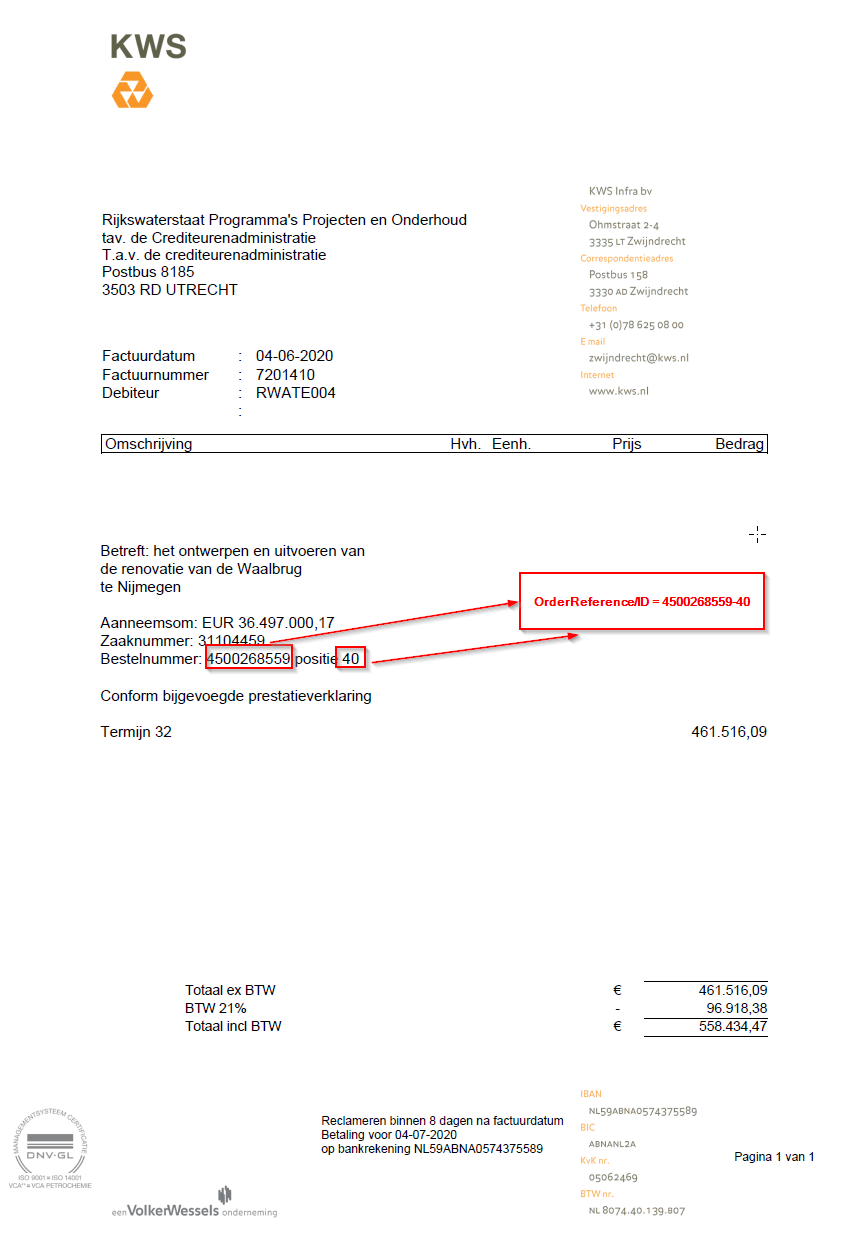 KWS
KWS Infra bv
Vestigingsadres
Ohmstraat 2-4
3335 LT Zwijndrecht
Correspondentieadres
Postbus 158
3330 AD Zwijndrecht
Telefoon
+31 (0)78 625 08 00
E mail
zwijndrecht@kws.nl
Internet
www.kws.nl
Rijkswaterstaat Programma's Projecten en Onderhoud
tav. de Crediteurenadministratie
T.a.v. de crediteurenadministratie
Postbus 8185
3503 RD UTRECHT
Factuurdatum : 04-06-2020
Factuurnummer : 7201410
Debiteur : RWATE004
:
Omschrijving Hvh. Eenh. Prijs Bedrag
Betreft: het ontwerpen en uitvoeren van
de renovatie van de Waalbrug
te Nijmegen
OrderReference/ID = 4500268559-40
Aanneemsom: EUR 36.497.000,17
Zaaknummer: 31104459
Bestelnummer: 4500268559 positie 40
Conform bijgevoegde prestatieverklaring
Termijn 32 461.516,09
Totaal ex BTW € 461.516,09
BTW 21% - 96.918,38
Totaal incl BTW € 558.434,47
MANAGEMENTSYSTEEM CERTIFICATIE
DNV·GL
ISO 9001 = ISO 14001
VCA** = VCA PETROCHEMIE
Reclameren binnen 8 dagen na factuurdatum
Betaling voor 04-07-2020
op bankrekening NL59ABNA0574375589
IBAN
NL59ABNA0574375589
BIC
ABNANL2A
KvK nr.
05062469
BTW nr.
NL 8074.40.139.B07
Pagina 1 van 1
een VolkerWessels onderneming